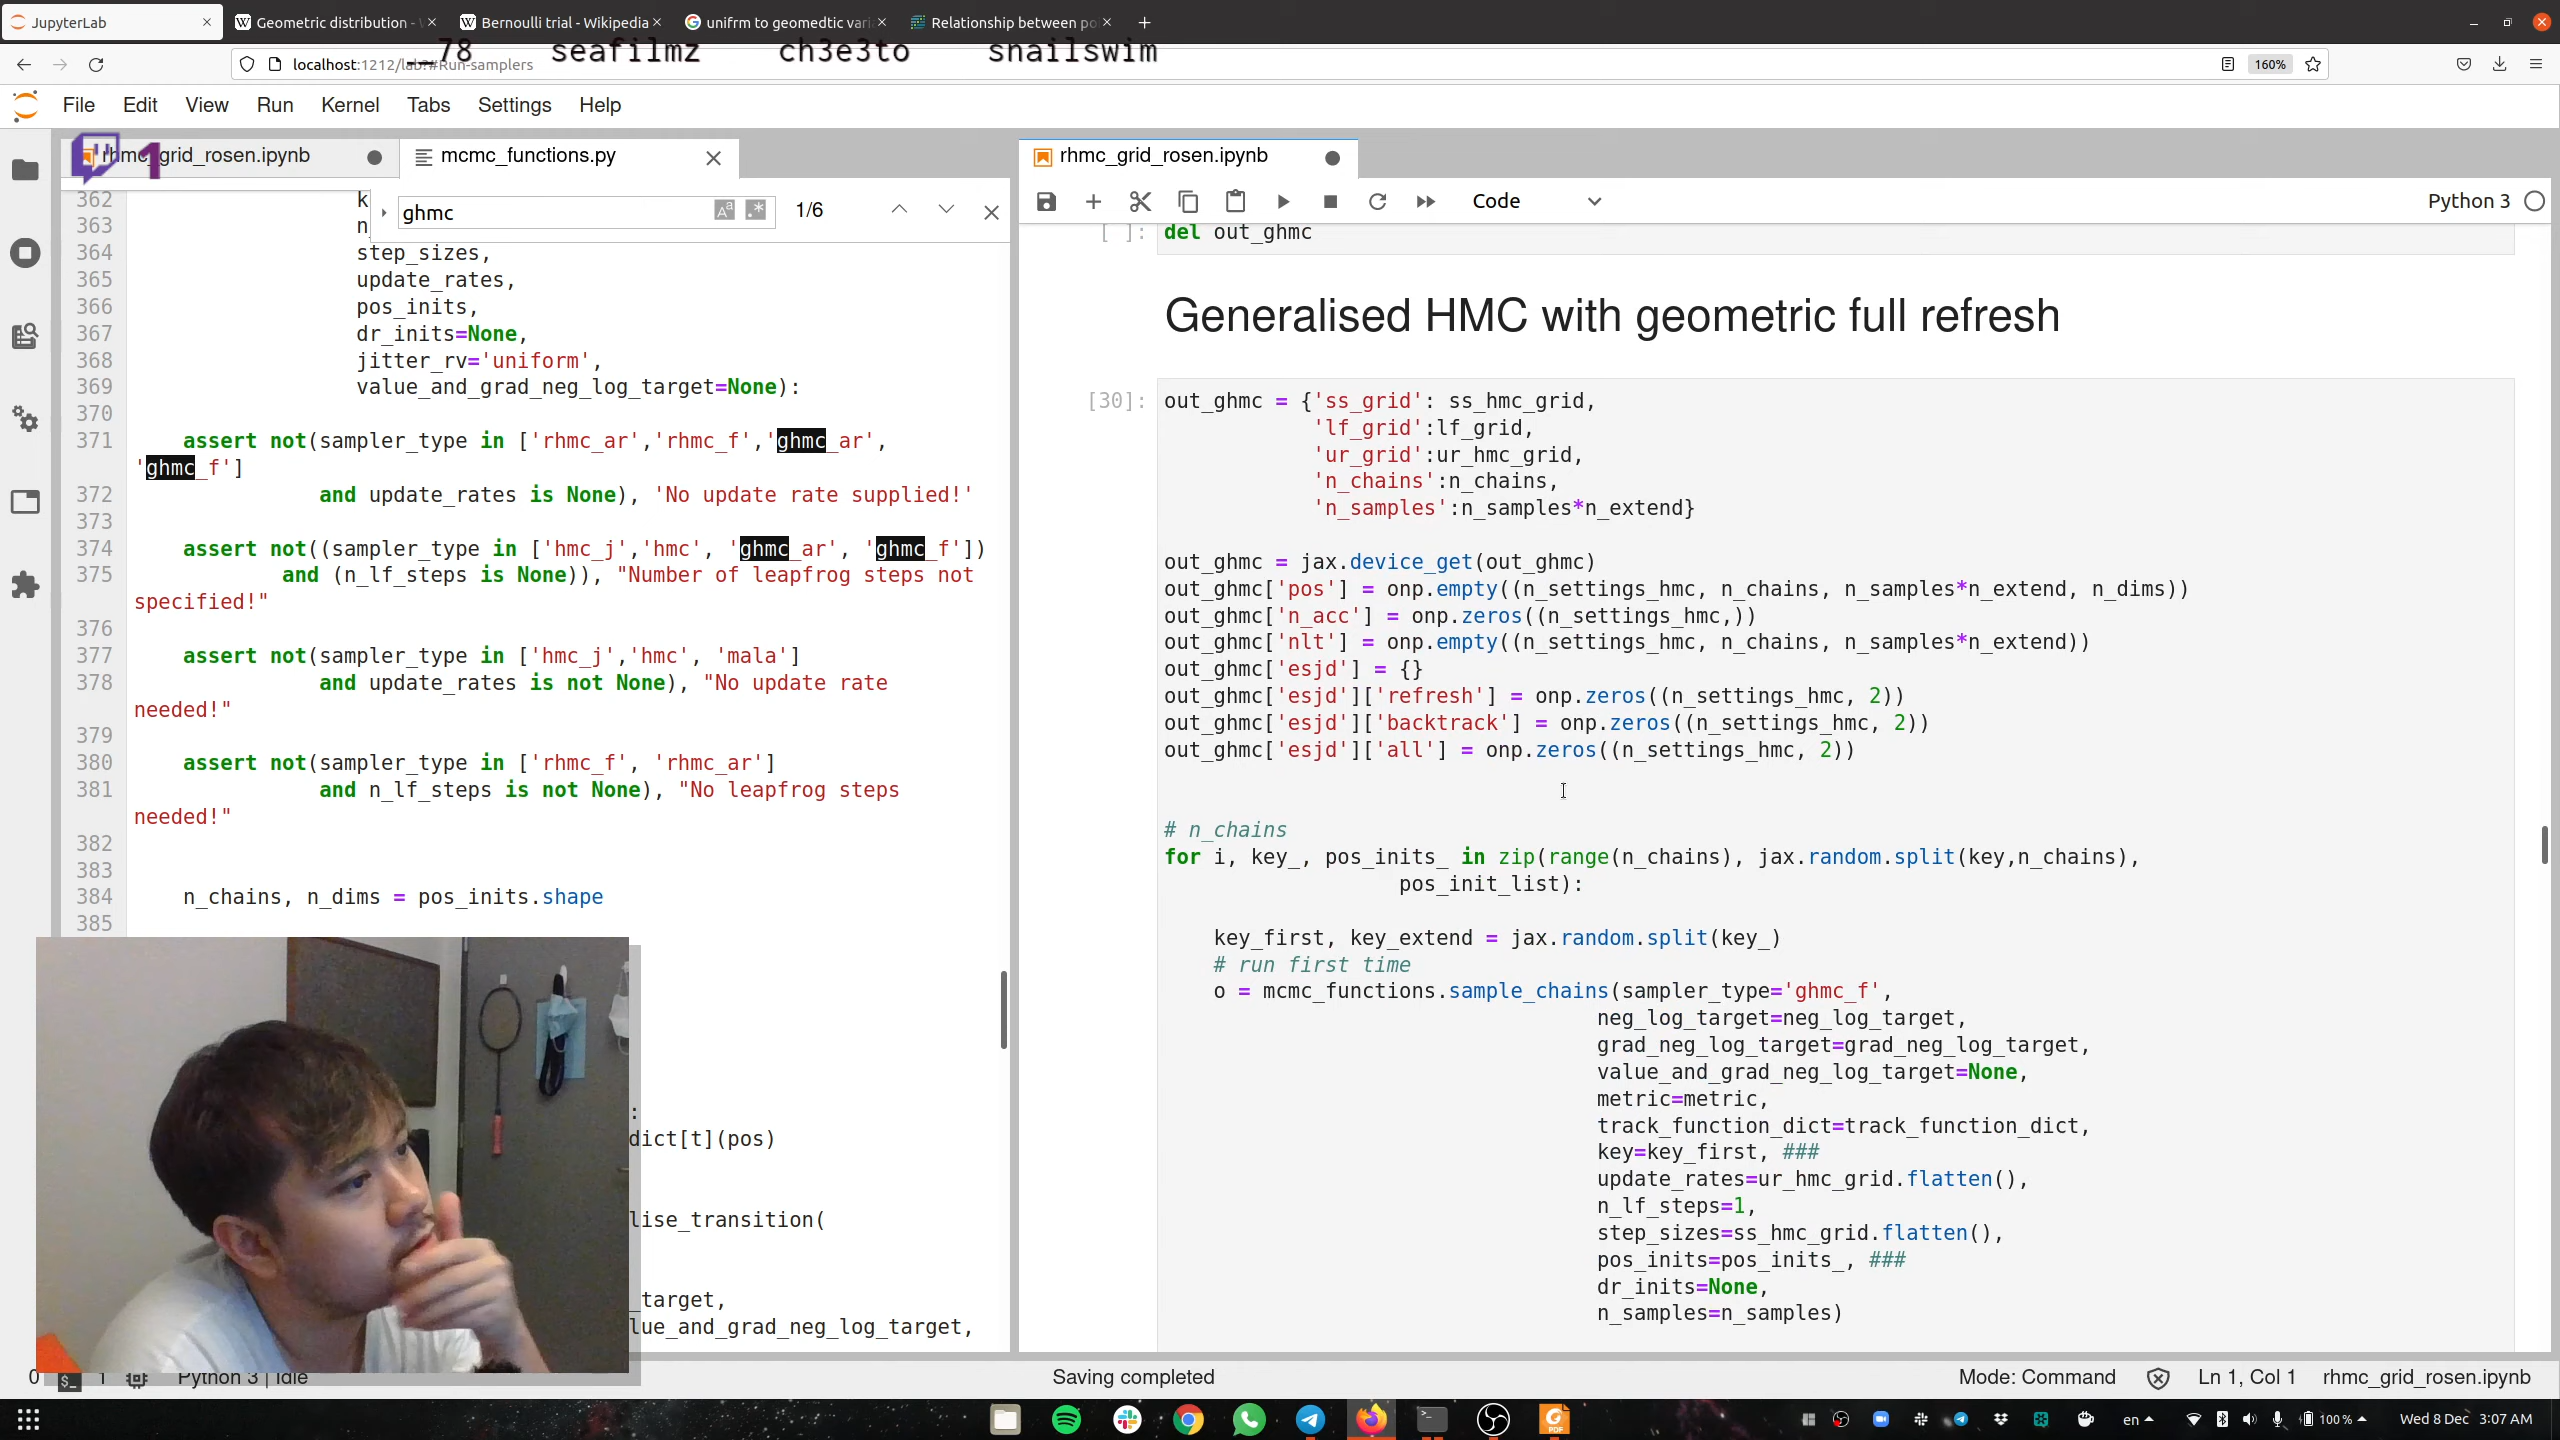 JupyterLab
Geometric distribution -
Bernoulli trial - Wikipedia
unifrm to geomedtic vari
Relationship between po
_78 seafilmz ch3e3to snailswim
localhost:1212/lab?#Run-samplers
160%
File Edit View Run Kernel Tabs Settings Help
rhmc_grid_rosen.ipynb
1
mcmc_functions.py
ghmc
1/6
362 k
363 n
364 step_sizes,
365 update_rates,
366 pos_inits,
367 dr_inits=None,
368 jitter_rv='uniform',
369 value_and_grad_neg_log_target=None):
370
371 assert not(sampler_type in ['rhmc_ar','rhmc_f','ghmc_ar',
'ghmc_f']
372 and update_rates is None), 'No update rate supplied!'
373
374 assert not((sampler_type in ['hmc_j','hmc', 'ghmc_ar', 'ghmc_f'])
375 and (n_lf_steps is None)), "Number of leapfrog steps not
specified!"
376
377 assert not(sampler_type in ['hmc_j','hmc', 'mala']
378 and update_rates is not None), "No update rate
needed!"
379
380 assert not(sampler_type in ['rhmc_f', 'rhmc_ar']
381 and n_lf_steps is not None), "No leapfrog steps
needed!"
382
383
384 n_chains, n_dims = pos_inits.shape
385
:
dict[t](pos)
lise_transition(
_target,
lue_and_grad_neg_log_target,
rhmc_grid_rosen.ipynb
Code
Python 3
[ ]: del out_ghmc
Generalised HMC with geometric full refresh
[30]: out_ghmc = {'ss_grid': ss_hmc_grid,
'lf_grid':lf_grid,
'ur_grid':ur_hmc_grid,
'n_chains':n_chains,
'n_samples':n_samples*n_extend}
out_ghmc = jax.device_get(out_ghmc)
out_ghmc['pos'] = onp.empty((n_settings_hmc, n_chains, n_samples*n_extend, n_dims))
out_ghmc['n_acc'] = onp.zeros((n_settings_hmc,))
out_ghmc['nlt'] = onp.empty((n_settings_hmc, n_chains, n_samples*n_extend))
out_ghmc['esjd'] = {}
out_ghmc['esjd']['refresh'] = onp.zeros((n_settings_hmc, 2))
out_ghmc['esjd']['backtrack'] = onp.zeros((n_settings_hmc, 2))
out_ghmc['esjd']['all'] = onp.zeros((n_settings_hmc, 2))
# n_chains
for i, key_, pos_inits_ in zip(range(n_chains), jax.random.split(key,n_chains),
pos_init_list):
key_first, key_extend = jax.random.split(key_)
# run first time
o = mcmc_functions.sample_chains(sampler_type='ghmc_f',
neg_log_target=neg_log_target,
grad_neg_log_target=grad_neg_log_target,
value_and_grad_neg_log_target=None,
metric=metric,
track_function_dict=track_function_dict,
key=key_first, ###
update_rates=ur_hmc_grid.flatten(),
n_lf_steps=1,
step_sizes=ss_hmc_grid.flatten(),
pos_inits=pos_inits_, ###
dr_inits=None,
n_samples=n_samples)
0 1 Python 3 | Idle
Saving completed
Mode: Command
Ln 1, Col 1
rhmc_grid_rosen.ipynb
en
100 %
Wed 8 Dec 3:07 AM